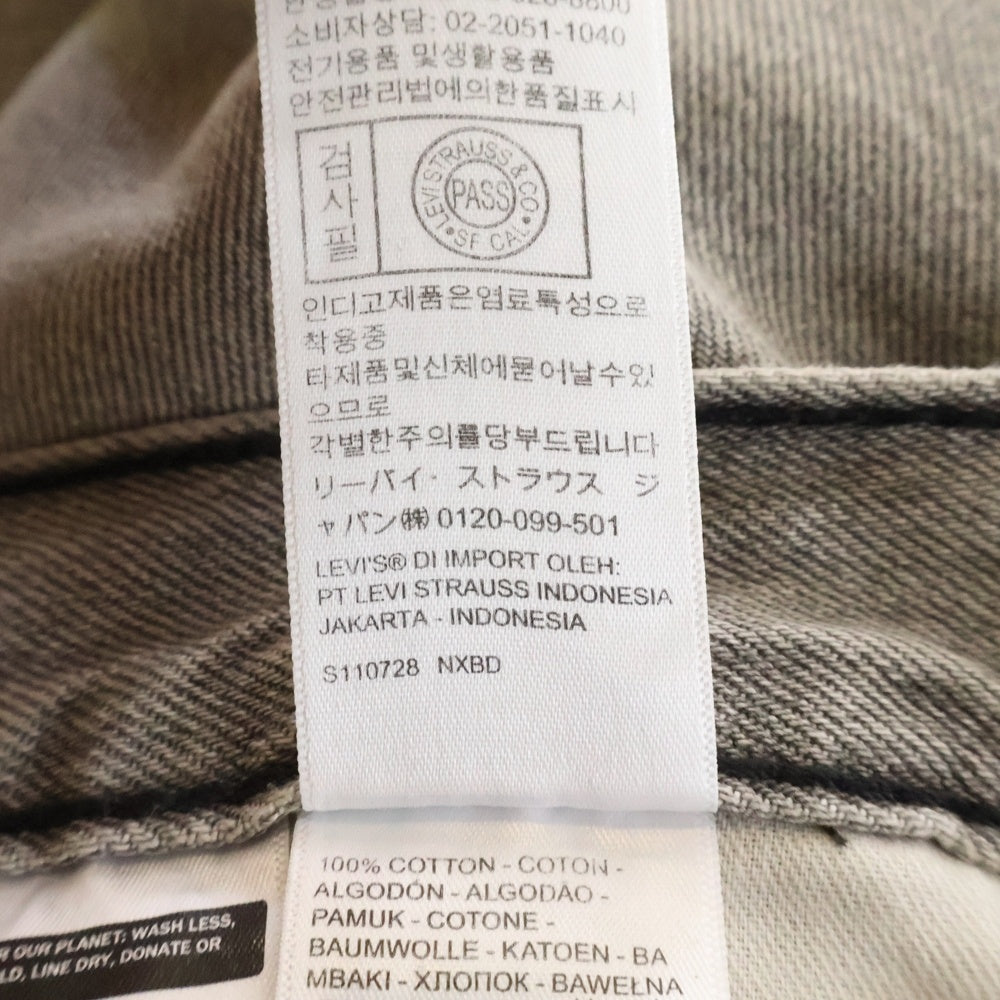 소비자상담: 02-2051-1040
전기용품 및생활용품
안전관리법에의한품질표시
검
사
필
LEVI STRAUSS & CO
PASS
SF CAL
인디고제품은염료특성으로
착용중
타제품및신체에묻어날수있
으므로
각별한주의를당부드립니다
リーバイ・ストラウス ジ
ャパン㈱ 0120-099-501
LEVI'S® DI IMPORT OLEH:
PT LEVI STRAUSS INDONESIA
JAKARTA - INDONESIA
S110728 NXBD
100% COTTON - COTON -
ALGODÓN - ALGODAO -
PAMUK - COTONE -
BAUMWOLLE - KATOEN - BA
MBAKI - ХЛОПОК - BAWEŁNA
R OUR PLANET: WASH LESS,
LD, LINE DRY, DONATE OR